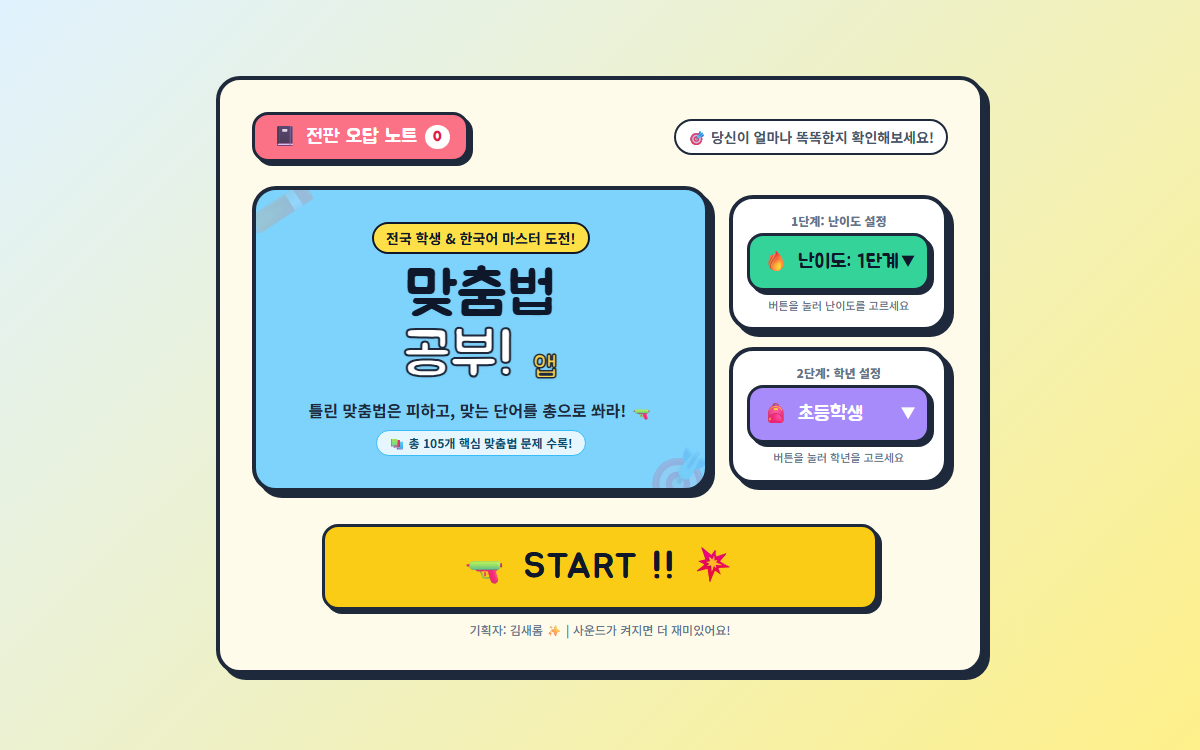 전판 오답 노트 0
당신이 얼마나 똑똑한지 확인해보세요!
전국 학생 & 한국어 마스터 도전!
맞춤법
공부! 앱
틀린 맞춤법은 피하고, 맞는 단어를 총으로 쏴라!
총 105개 핵심 맞춤법 문제 수록!
1단계: 난이도 설정
난이도: 1단계 ▼
버튼을 눌러 난이도를 고르세요
2단계: 학년 설정
초등학생 ▼
버튼을 눌러 학년을 고르세요
START !!
기획자: 김새롬 ✨ | 사운드가 켜지면 더 재미있어요!